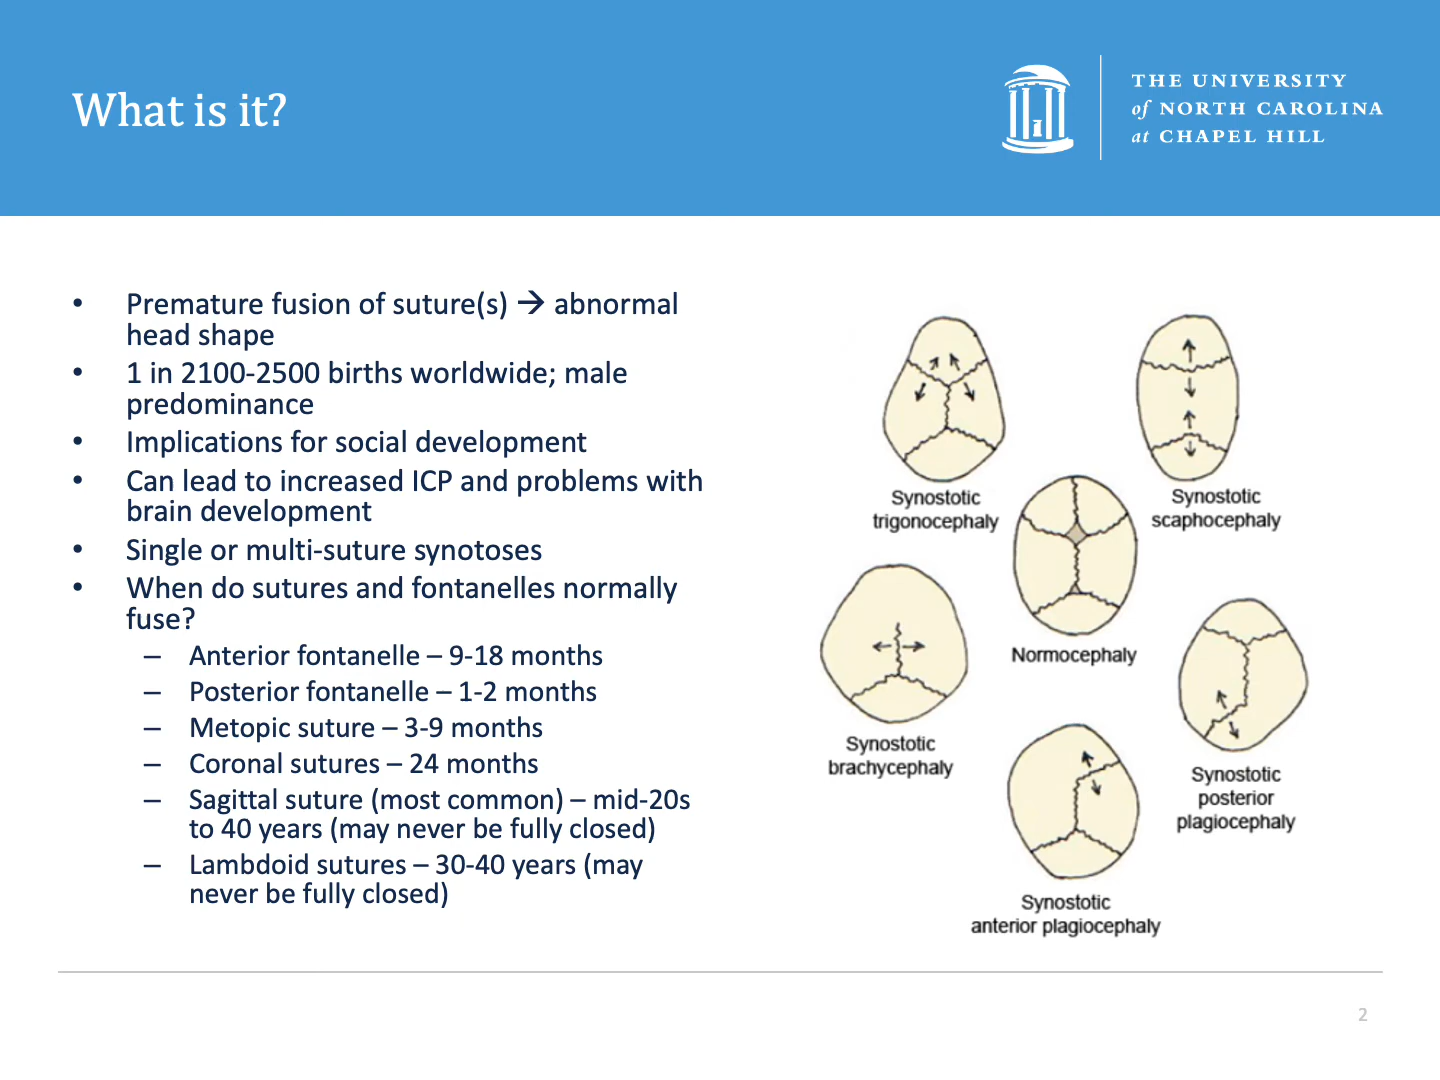 What is it?
THE UNIVERSITY
of NORTH CAROLINA
at CHAPEL HILL
• Premature fusion of suture(s) → abnormal
head shape
• 1 in 2100-2500 births worldwide; male
predominance
• Implications for social development
• Can lead to increased ICP and problems with
brain development
• Single or multi-suture synotoses
• When do sutures and fontanelles normally
fuse?
– Anterior fontanelle – 9-18 months
– Posterior fontanelle – 1-2 months
– Metopic suture – 3-9 months
– Coronal sutures – 24 months
– Sagittal suture (most common) – mid-20s
to 40 years (may never be fully closed)
– Lambdoid sutures – 30-40 years (may
never be fully closed)
Synostotic
trigonocephaly
Synostotic
scaphocephaly
Normocephaly
Synostotic
brachycephaly
Synostotic
posterior
plagiocephaly
Synostotic
anterior plagiocephaly
2